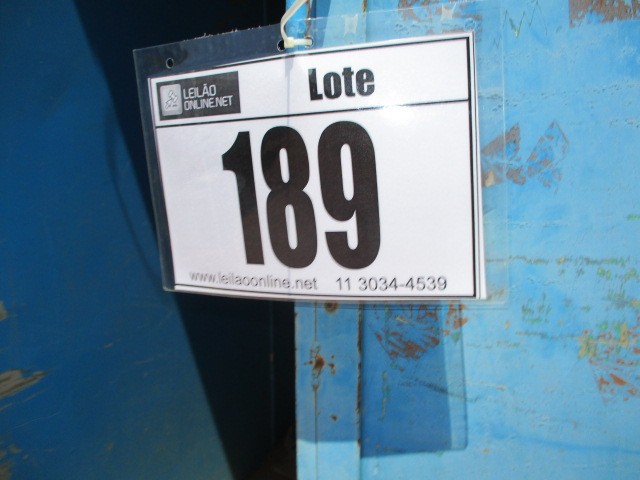 LEILÃO
ONLINE.NET
Lote
189
www.leilaoonline.net 11 3034-4539